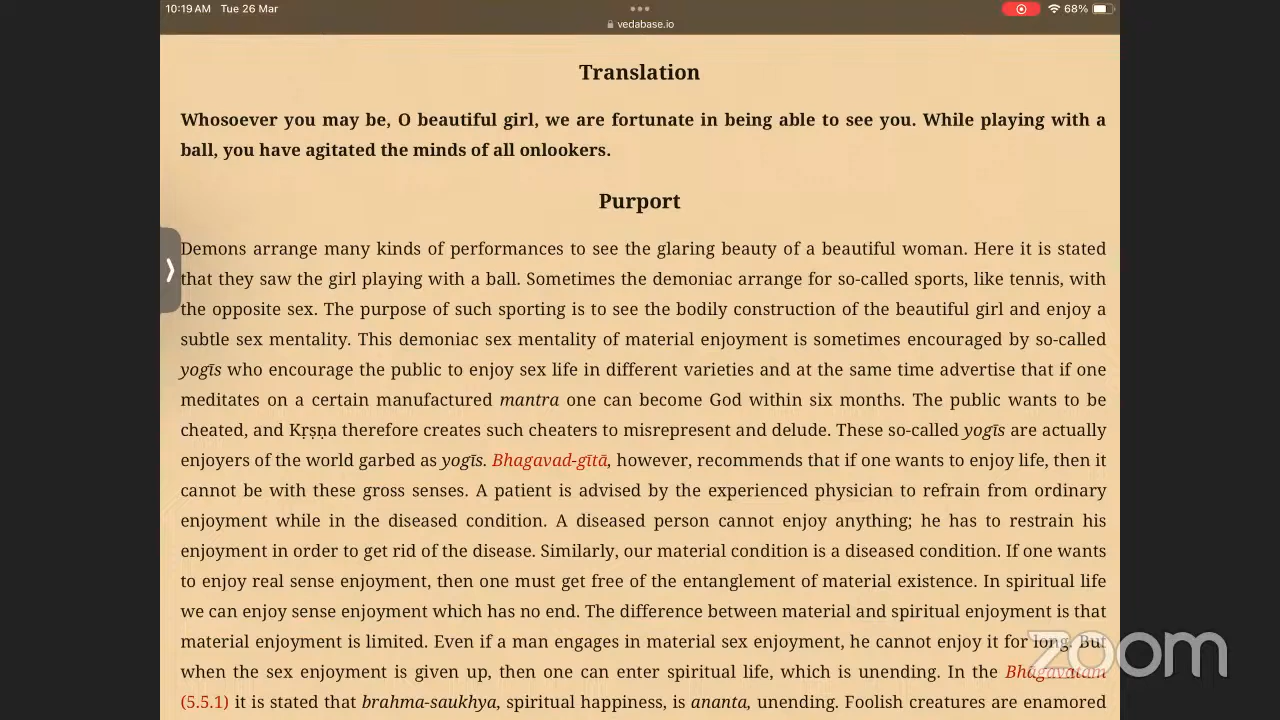 10:19 AM Tue 26 Mar
68%
vedabase.io
Translation
Whosoever you may be, O beautiful girl, we are fortunate in being able to see you. While playing with a
ball, you have agitated the minds of all onlookers.
Purport
Demons arrange many kinds of performances to see the glaring beauty of a beautiful woman. Here it is stated
that they saw the girl playing with a ball. Sometimes the demoniac arrange for so-called sports, like tennis, with
the opposite sex. The purpose of such sporting is to see the bodily construction of the beautiful girl and enjoy a
subtle sex mentality. This demoniac sex mentality of material enjoyment is sometimes encouraged by so-called
yogīs who encourage the public to enjoy sex life in different varieties and at the same time advertise that if one
meditates on a certain manufactured mantra one can become God within six months. The public wants to be
cheated, and Kṛṣṇa therefore creates such cheaters to misrepresent and delude. These so-called yogīs are actually
enjoyers of the world garbed as yogīs. Bhagavad-gītā, however, recommends that if one wants to enjoy life, then it
cannot be with these gross senses. A patient is advised by the experienced physician to refrain from ordinary
enjoyment while in the diseased condition. A diseased person cannot enjoy anything; he has to restrain his
enjoyment in order to get rid of the disease. Similarly, our material condition is a diseased condition. If one wants
to enjoy real sense enjoyment, then one must get free of the entanglement of material existence. In spiritual life
we can enjoy sense enjoyment which has no end. The difference between material and spiritual enjoyment is that
material enjoyment is limited. Even if a man engages in material sex enjoyment, he cannot enjoy it for long. But
when the sex enjoyment is given up, then one can enter spiritual life, which is unending. In the Bhāgavatam
(5.5.1) it is stated that brahma-saukhya, spiritual happiness, is ananta, unending. Foolish creatures are enamored
zoom